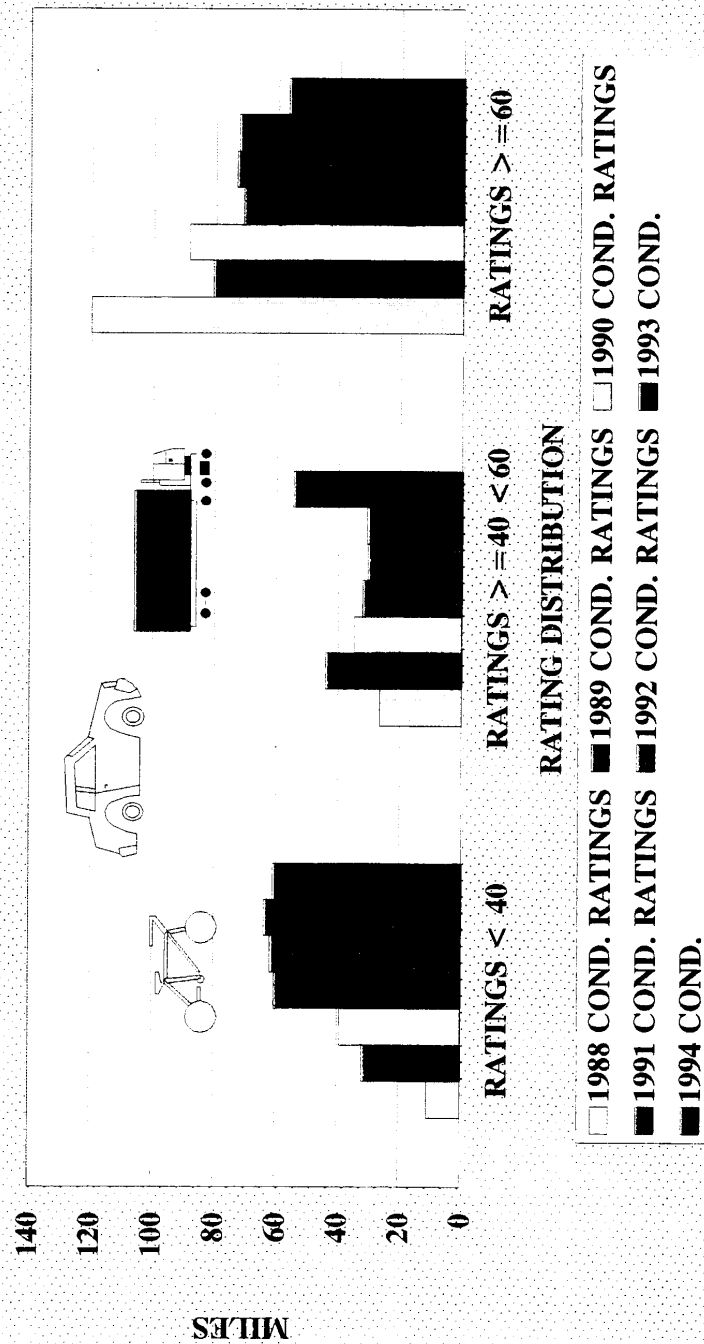 MILES
140
120
100
80
60
40
20
0
RATINGS < 40
RATINGS >=40 <60
RATINGS >=60
RATING DISTRIBUTION
1988 COND. RATINGS 1989 COND. RATINGS 1990 COND. RATINGS
1991 COND. RATINGS 1992 COND. RATINGS 1993 COND.
1994 COND.